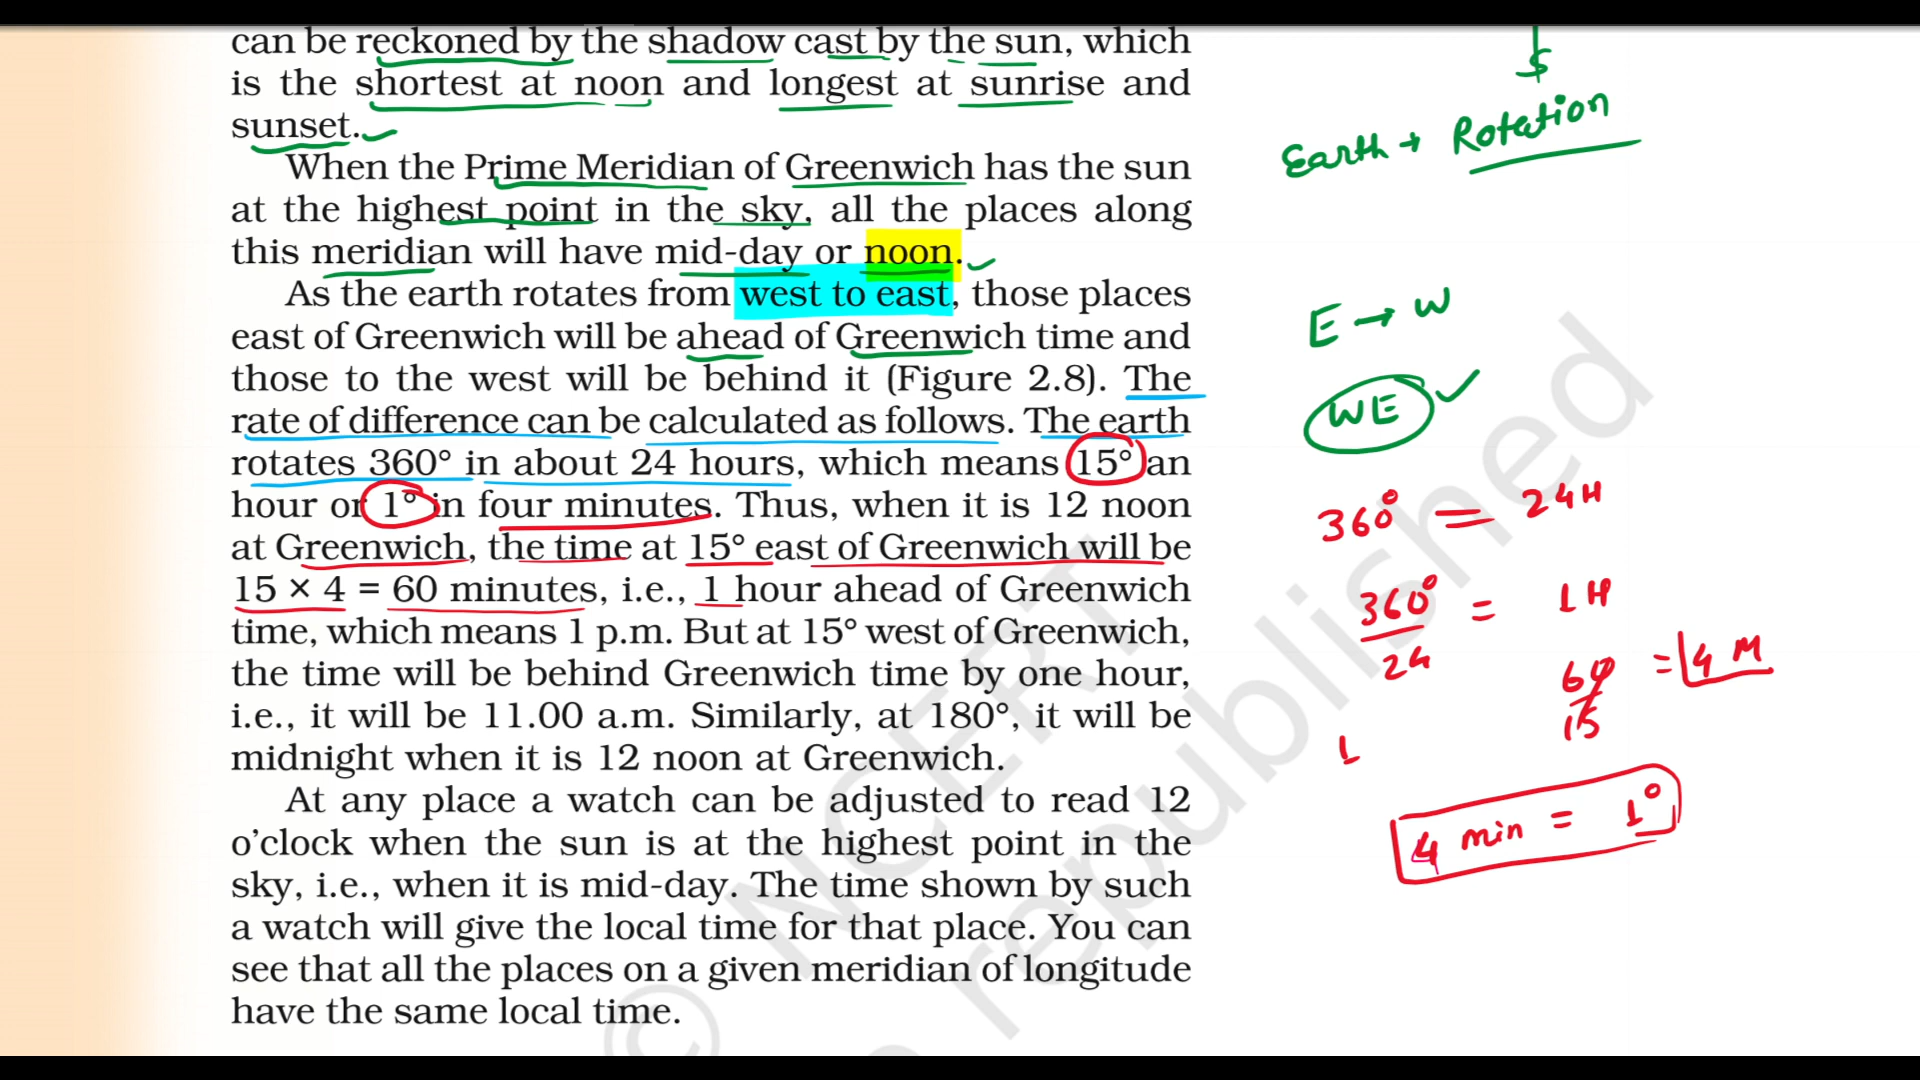 can be reckoned by the shadow cast by the sun, which
is the shortest at noon and longest at sunrise and
sunset.
When the Prime Meridian of Greenwich has the sun
at the highest point in the sky, all the places along
this meridian will have mid-day or noon.
As the earth rotates from west to east, those places
east of Greenwich will be ahead of Greenwich time and
those to the west will be behind it (Figure 2.8). The
rate of difference can be calculated as follows. The earth
rotates 360° in about 24 hours, which means 15° an
hour or 1° in four minutes. Thus, when it is 12 noon
at Greenwich, the time at 15° east of Greenwich will be
15 × 4 = 60 minutes, i.e., 1 hour ahead of Greenwich
time, which means 1 p.m. But at 15° west of Greenwich,
the time will be behind Greenwich time by one hour,
i.e., it will be 11.00 a.m. Similarly, at 180°, it will be
midnight when it is 12 noon at Greenwich.
At any place a watch can be adjusted to read 12
o’clock when the sun is at the highest point in the
sky, i.e., when it is mid-day. The time shown by such
a watch will give the local time for that place. You can
see that all the places on a given meridian of longitude
have the same local time.
S
Earth → Rotation
E → W
WE
360° = 24H
360° = 1H
24
60 = 4 M
15
1
4 min = 1°
© NCERT
republished